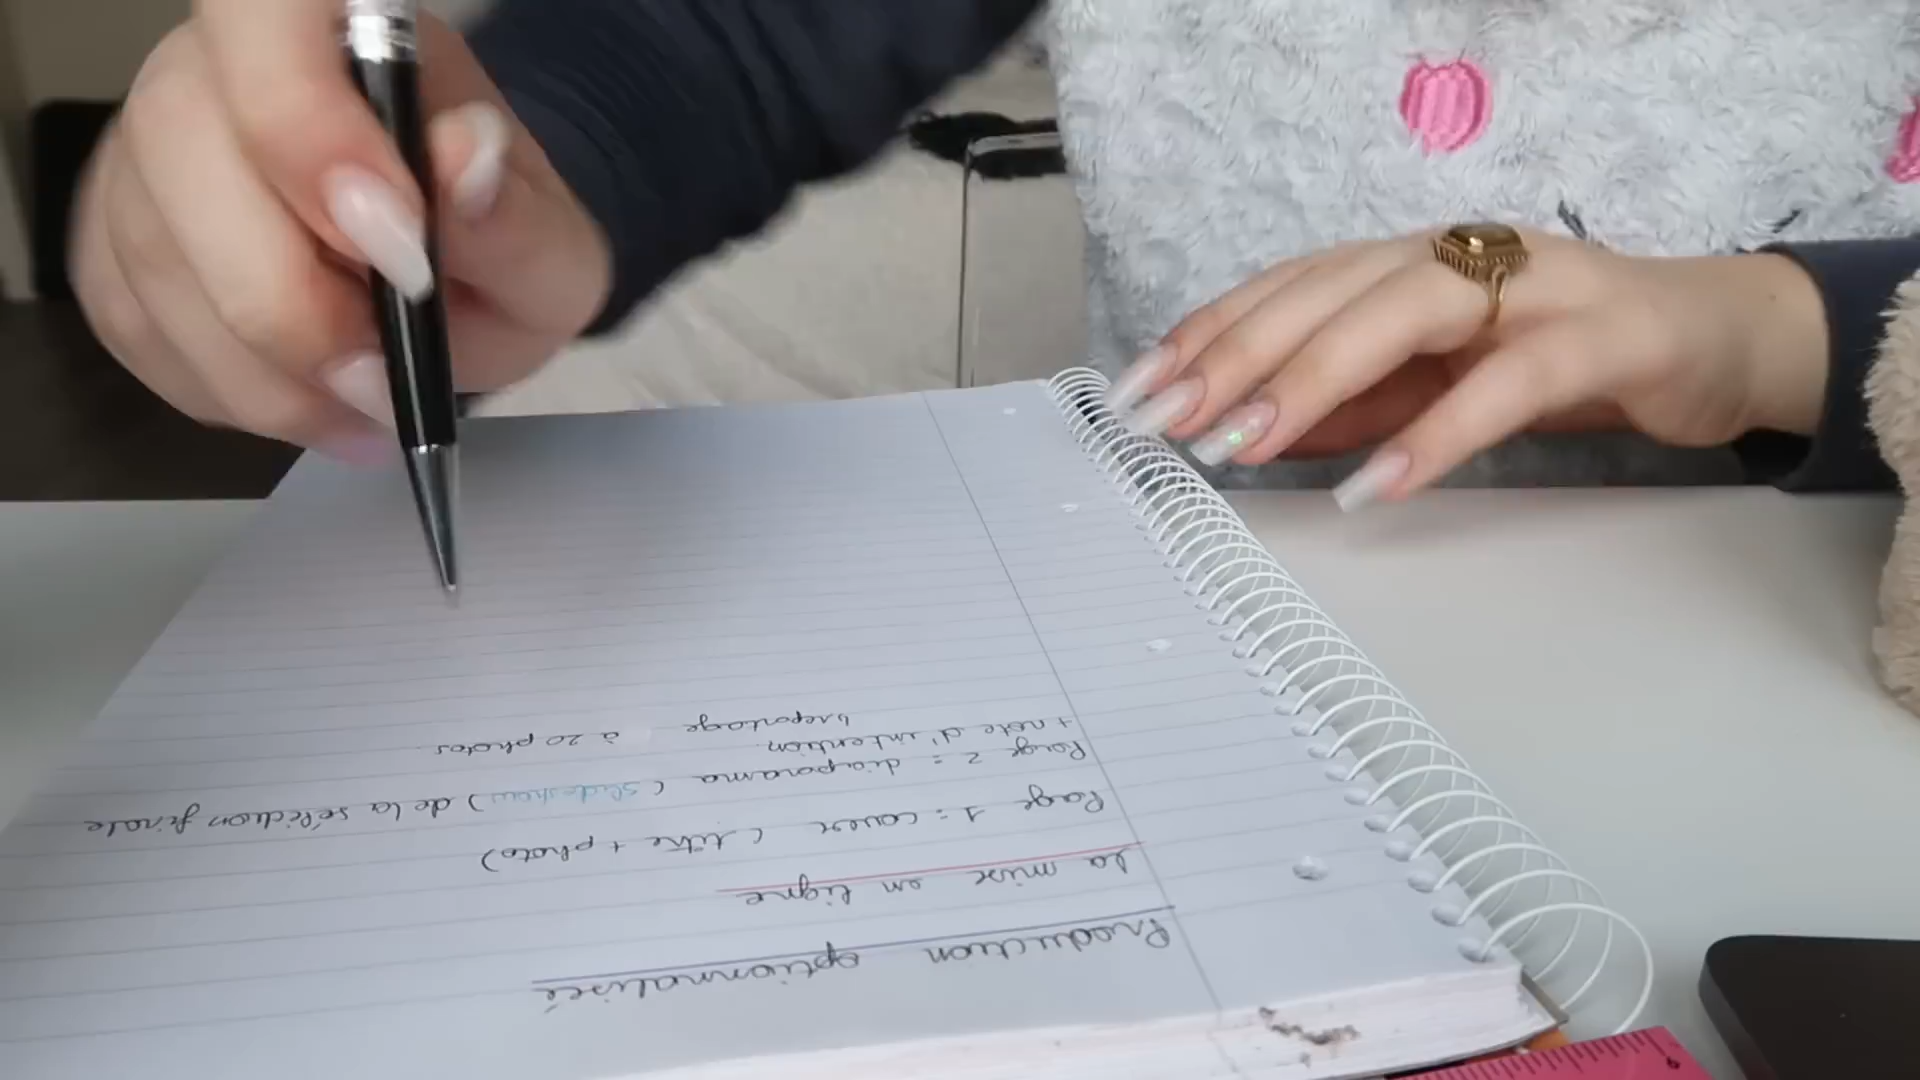 Production optionnalisé
La mise en ligne
Page 1 = cover (titre + photo)
Page 2 = diaporama (slideshow) de la sélection finale
+ note d'intention. ↳ reportage à 20 photos.